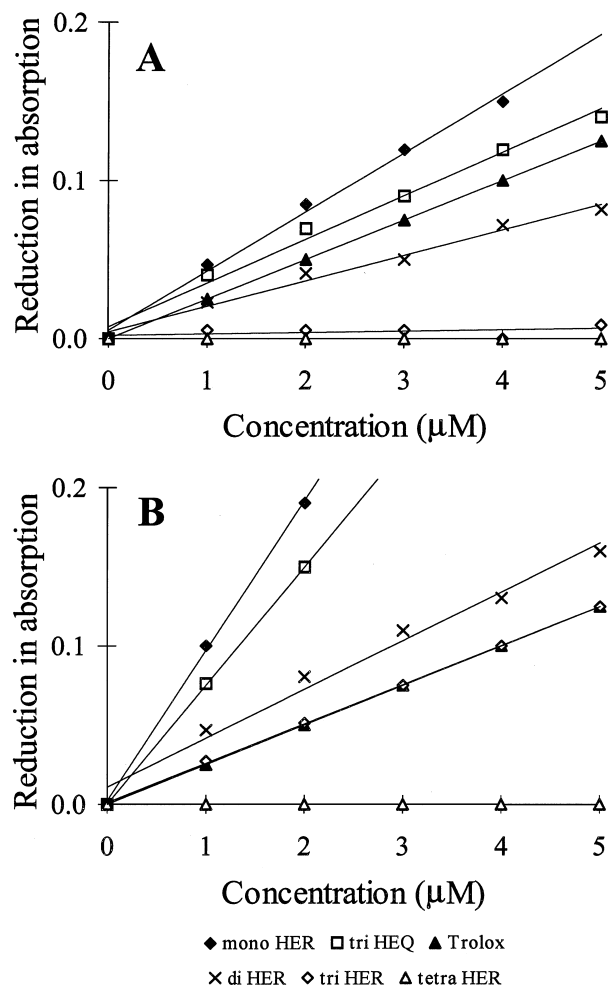 A
Reduction in absorption
0.2
0.1
0.0
0 1 2 3 4 5
Concentration (µM)
B
Reduction in absorption
0.2
0.1
0.0
0 1 2 3 4 5
Concentration (µM)
mono HER tri HEQ Trolox
di HER tri HER tetra HER